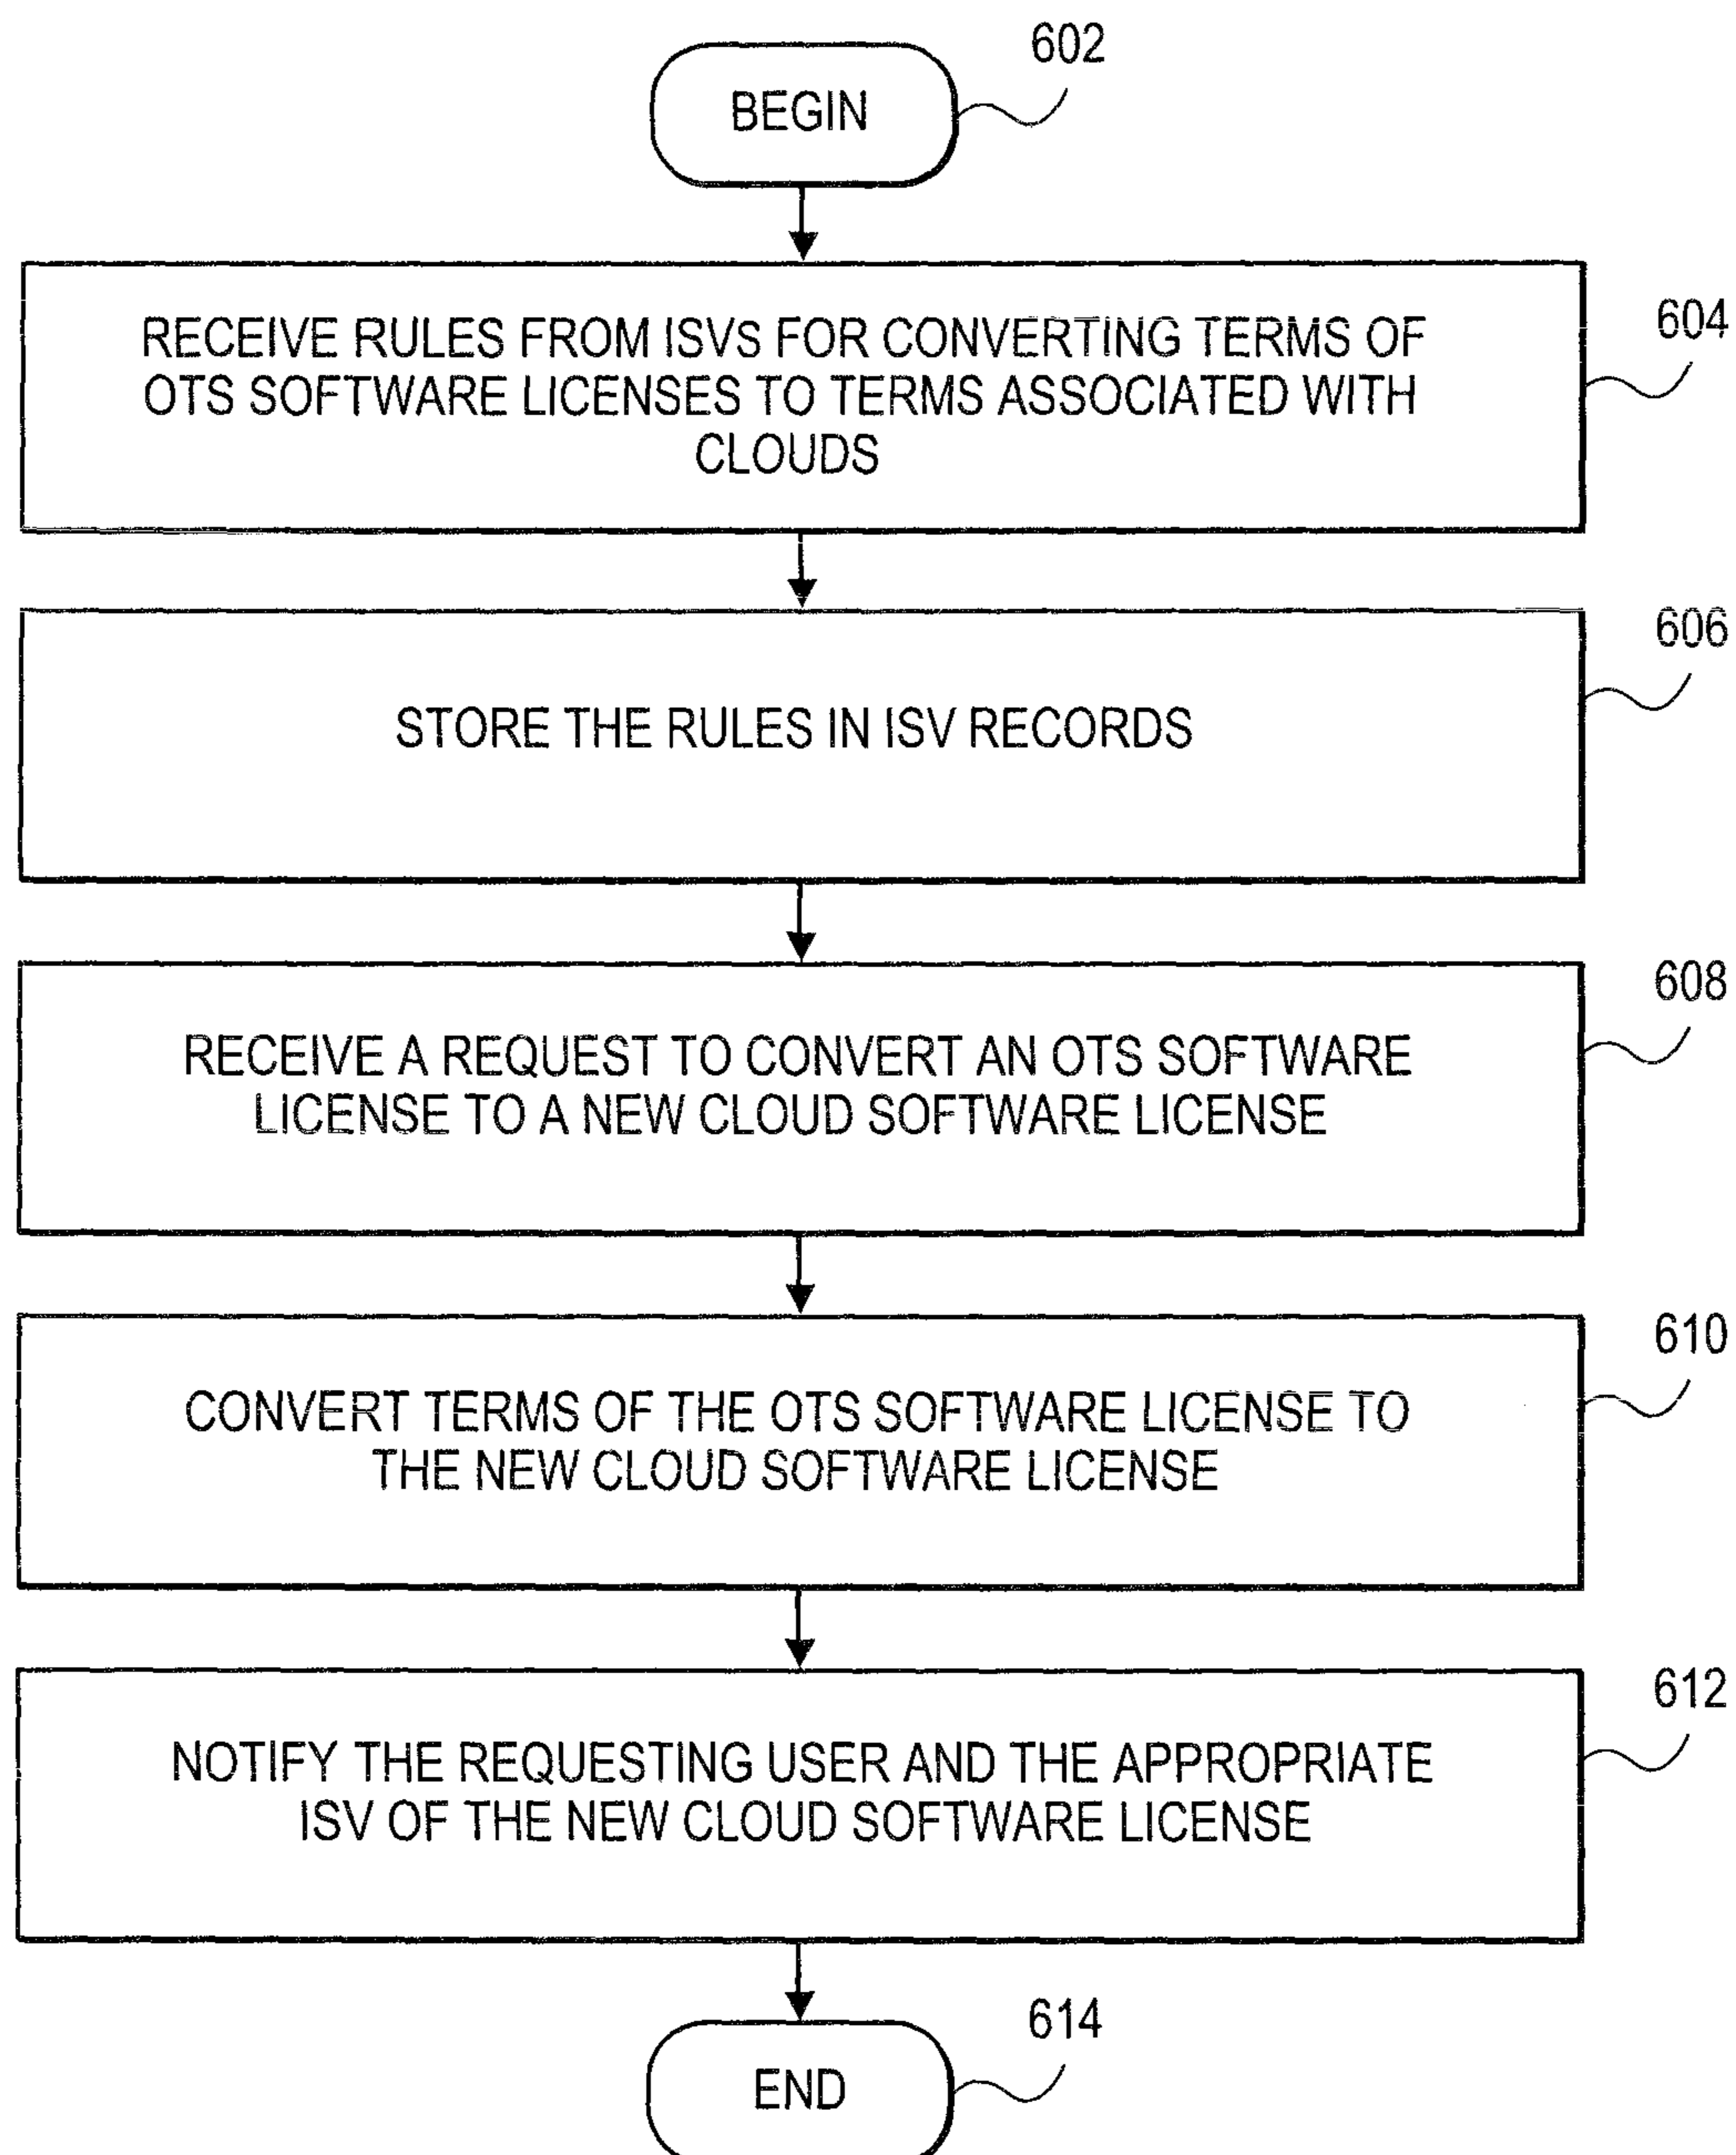 602
BEGIN
604
RECEIVE RULES FROM ISVs FOR CONVERTING TERMS OF
OTS SOFTWARE LICENSES TO TERMS ASSOCIATED WITH
CLOUDS
606
STORE THE RULES IN ISV RECORDS
608
RECEIVE A REQUEST TO CONVERT AN OTS SOFTWARE
LICENSE TO A NEW CLOUD SOFTWARE LICENSE
610
CONVERT TERMS OF THE OTS SOFTWARE LICENSE TO
THE NEW CLOUD SOFTWARE LICENSE
612
NOTIFY THE REQUESTING USER AND THE APPROPRIATE
ISV OF THE NEW CLOUD SOFTWARE LICENSE
614
END